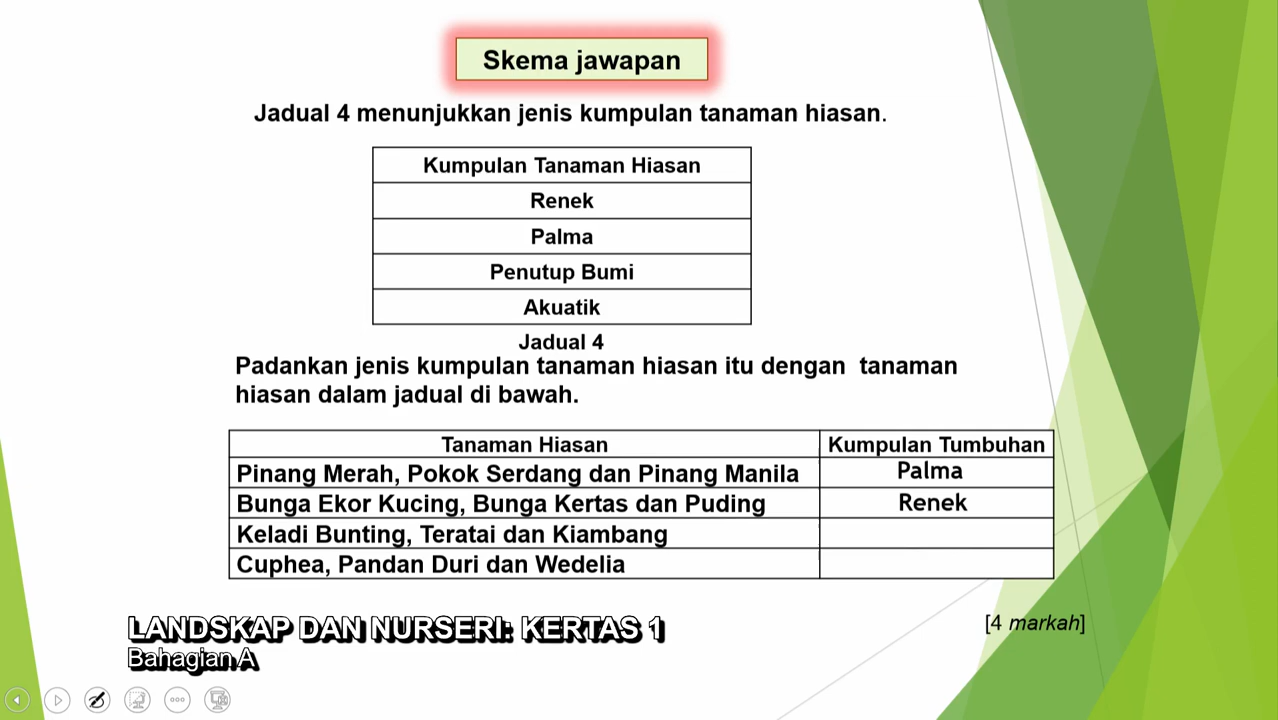 Skema jawapan
Jadual 4 menunjukkan jenis kumpulan tanaman hiasan.
Kumpulan Tanaman Hiasan
Renek
Palma
Penutup Bumi
Akuatik
Jadual 4
Padankan jenis kumpulan tanaman hiasan itu dengan tanaman
hiasan dalam jadual di bawah.
Tanaman Hiasan Kumpulan Tumbuhan
Pinang Merah, Pokok Serdang dan Pinang Manila Palma
Bunga Ekor Kucing, Bunga Kertas dan Puding Renek
Keladi Bunting, Teratai dan Kiambang
Cuphea, Pandan Duri dan Wedelia
[4 markah]
LANDSKAP DAN NURSERI: KERTAS 1
Bahagian A